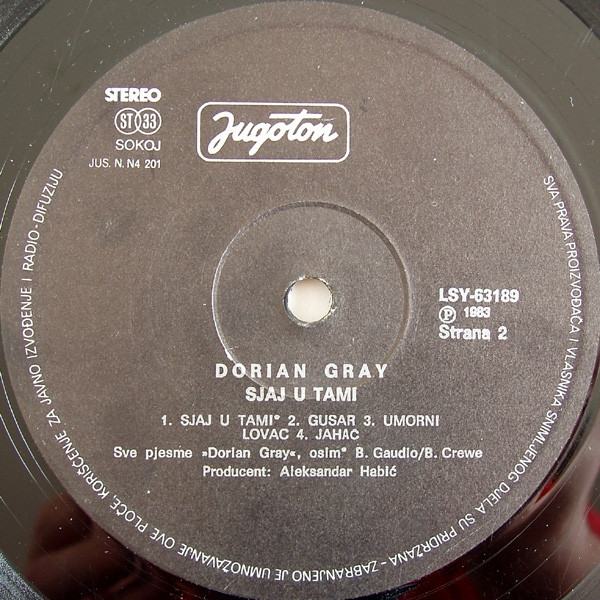 STEREO
ST 33
SOKOJ
JUS. N. N4 201
Jugoton
LSY-63189
Ⓟ 1983
Strana 2
DORIAN GRAY
SJAJ U TAMI
1. SJAJ U TAMI° 2. GUSAR 3. UMORNI
LOVAC 4. JAHAČ
Sve pjesme »Dorian Gray«, osim° B. Gaudio/B. Crewe
Producent: Aleksandar Habić
SVA PRAVA PROIZVOĐAČA I VLASNIKA SNIMLJENOG DJELA SU PRIDRŽANA - ZABRANJENO JE UMNOŽAVANJE OVE PLOČE, KORIŠĆENJE ZA JAVNO IZVOĐENJE I RADIO-DIFUZIJU